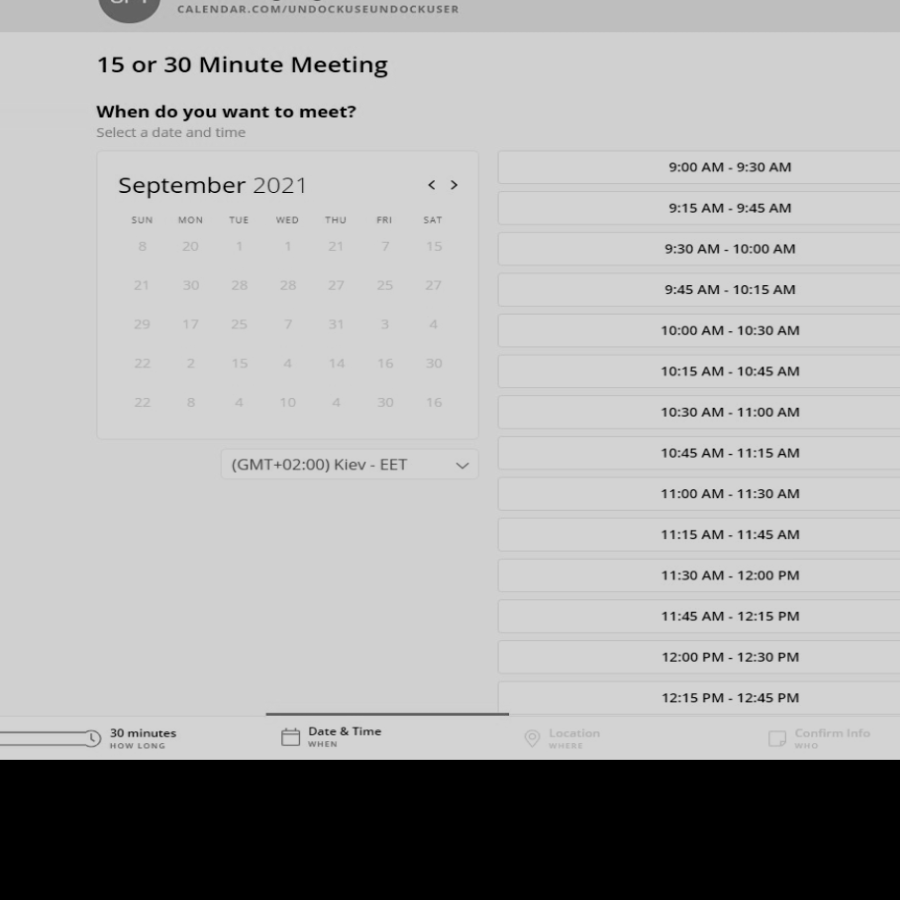 CALENDAR.COM/UNDOCKUSEUNDOCKUSER
15 or 30 Minute Meeting
When do you want to meet?
Select a date and time
September 2021 < >
SUN MON TUE WED THU FRI SAT
8 20 1 1 21 7 15
21 30 28 28 27 25 27
29 17 25 7 31 3 4
22 2 15 4 14 16 30
22 8 4 10 4 30 16
(GMT+02:00) Kiev - EET
9:00 AM - 9:30 AM
9:15 AM - 9:45 AM
9:30 AM - 10:00 AM
9:45 AM - 10:15 AM
10:00 AM - 10:30 AM
10:15 AM - 10:45 AM
10:30 AM - 11:00 AM
10:45 AM - 11:15 AM
11:00 AM - 11:30 AM
11:15 AM - 11:45 AM
11:30 AM - 12:00 PM
11:45 AM - 12:15 PM
12:00 PM - 12:30 PM
12:15 PM - 12:45 PM
30 minutes
HOW LONG
Date & Time
WHEN
Location
WHERE
Confirm Info
WHO